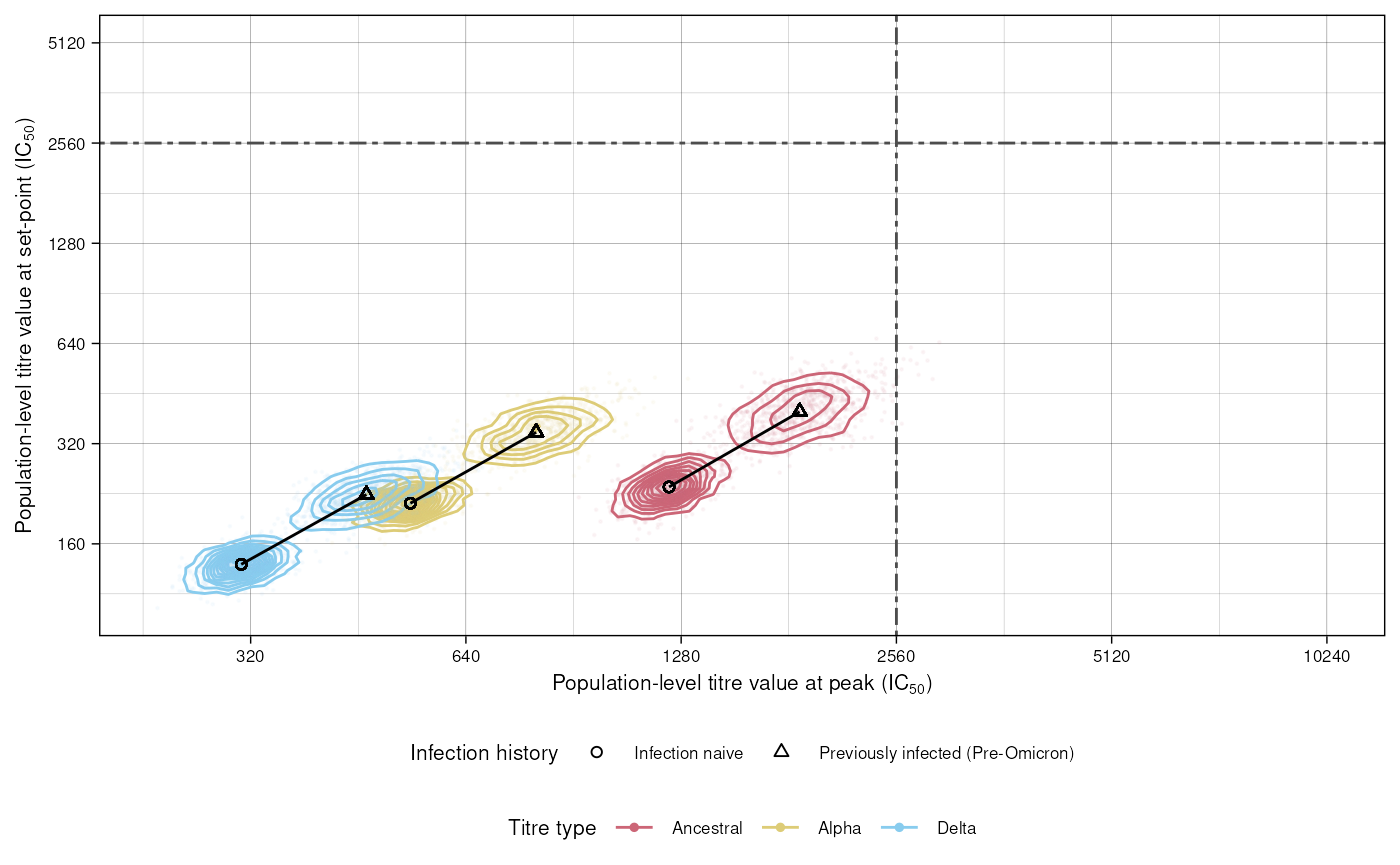 Population-level titre value at set-point (IC50)
5120
2560
1280
640
320
160
320 640 1280 2560 5120 10240
Population-level titre value at peak (IC50)
Infection history Infection naive Previously infected (Pre-Omicron)
Titre type Ancestral Alpha Delta